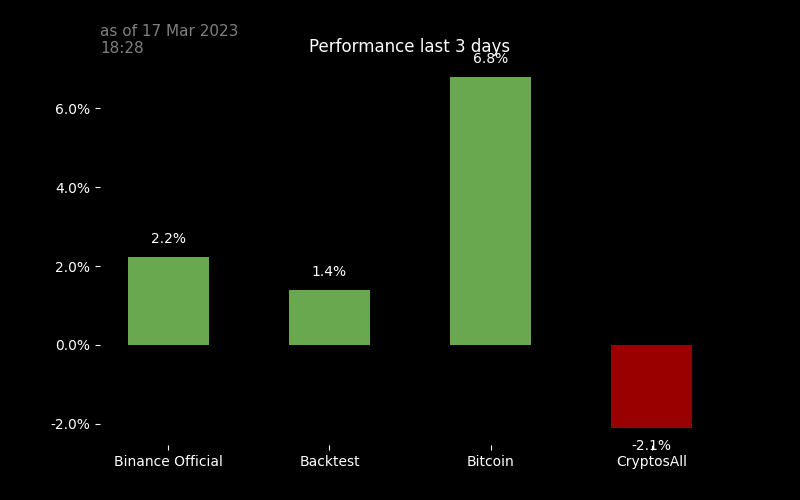 as of 17 Mar 2023
18:28
Performance last 3 days
6.8%
6.0%
4.0%
2.2%
2.0%
1.4%
0.0%
-2.0%
-2.1%
Binance Official
Backtest
Bitcoin
CryptosAll